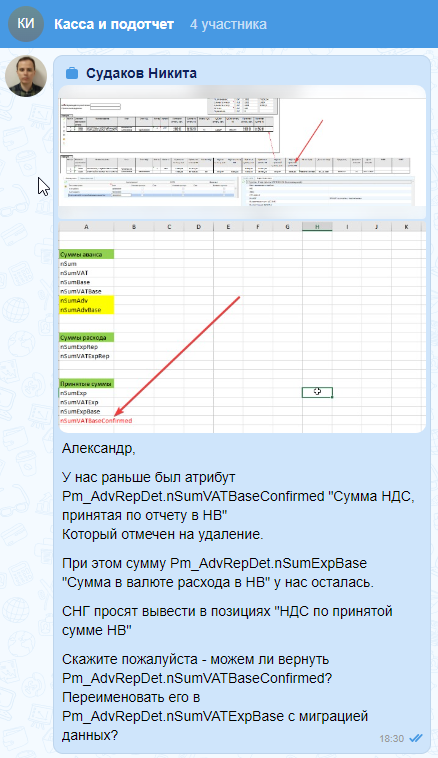 КИ
Касса и подотчет 4 участника
Судаков Никита
A B C D E F G H I J K
Суммы аванса
nSum
nSumVAT
nSumBase
nSumVATBase
nSumAdv
nSumAdvBase
Суммы расхода
nSumExpRep
nSumVATExpRep
Принятые суммы
nSumExp
nSumVATExp
nSumExpBase
nSumVATBaseConfirmed
Александр,
У нас раньше был атрибут
Pm_AdvRepDet.nSumVATBaseConfirmed "Сумма НДС,
принятая по отчету в НВ"
Который отмечен на удаление.
При этом сумму Pm_AdvRepDet.nSumExpBase
"Сумма в валюте расхода в НВ" у нас осталась.
СНГ просят вывести в позициях "НДС по принятой
сумме НВ"
Скажите пожалуйста - можем ли вернуть
Pm_AdvRepDet.nSumVATBaseConfirmed?
Переименовать его в
Pm_AdvRepDet.nSumVATExpBase с миграцией
данных?
18:30